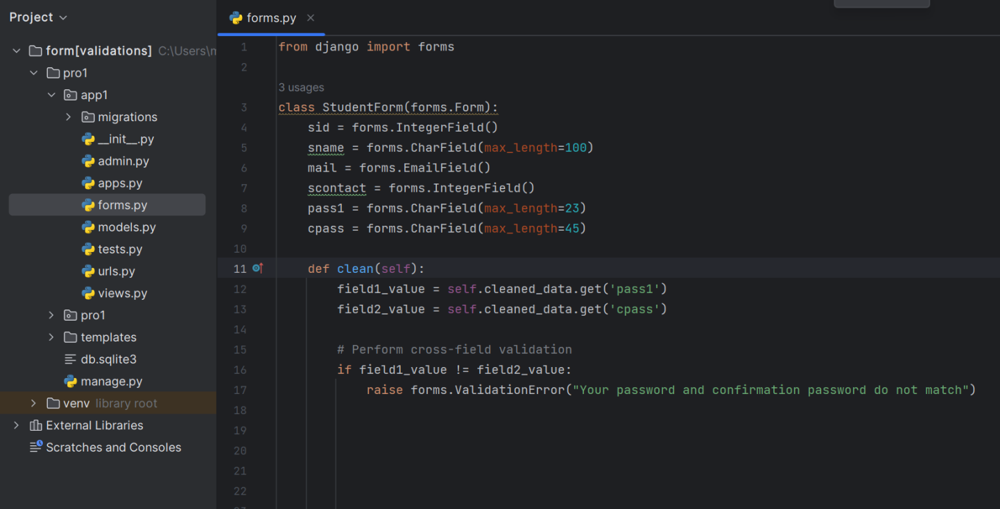 Project
form[validations] C:\Users\
pro1
app1
migrations
__init__.py
admin.py
apps.py
forms.py
models.py
tests.py
urls.py
views.py
pro1
templates
db.sqlite3
manage.py
venv library root
External Libraries
Scratches and Consoles
forms.py
1 from django import forms
2
3 usages
3 class StudentForm(forms.Form):
4 sid = forms.IntegerField()
5 sname = forms.CharField(max_length=100)
6 mail = forms.EmailField()
7 scontact = forms.IntegerField()
8 pass1 = forms.CharField(max_length=23)
9 cpass = forms.CharField(max_length=45)
10
11 def clean(self):
12 field1_value = self.cleaned_data.get('pass1')
13 field2_value = self.cleaned_data.get('cpass')
14
15 # Perform cross-field validation
16 if field1_value != field2_value:
17 raise forms.ValidationError("Your password and confirmation password do not match")
18
19
20
21
22